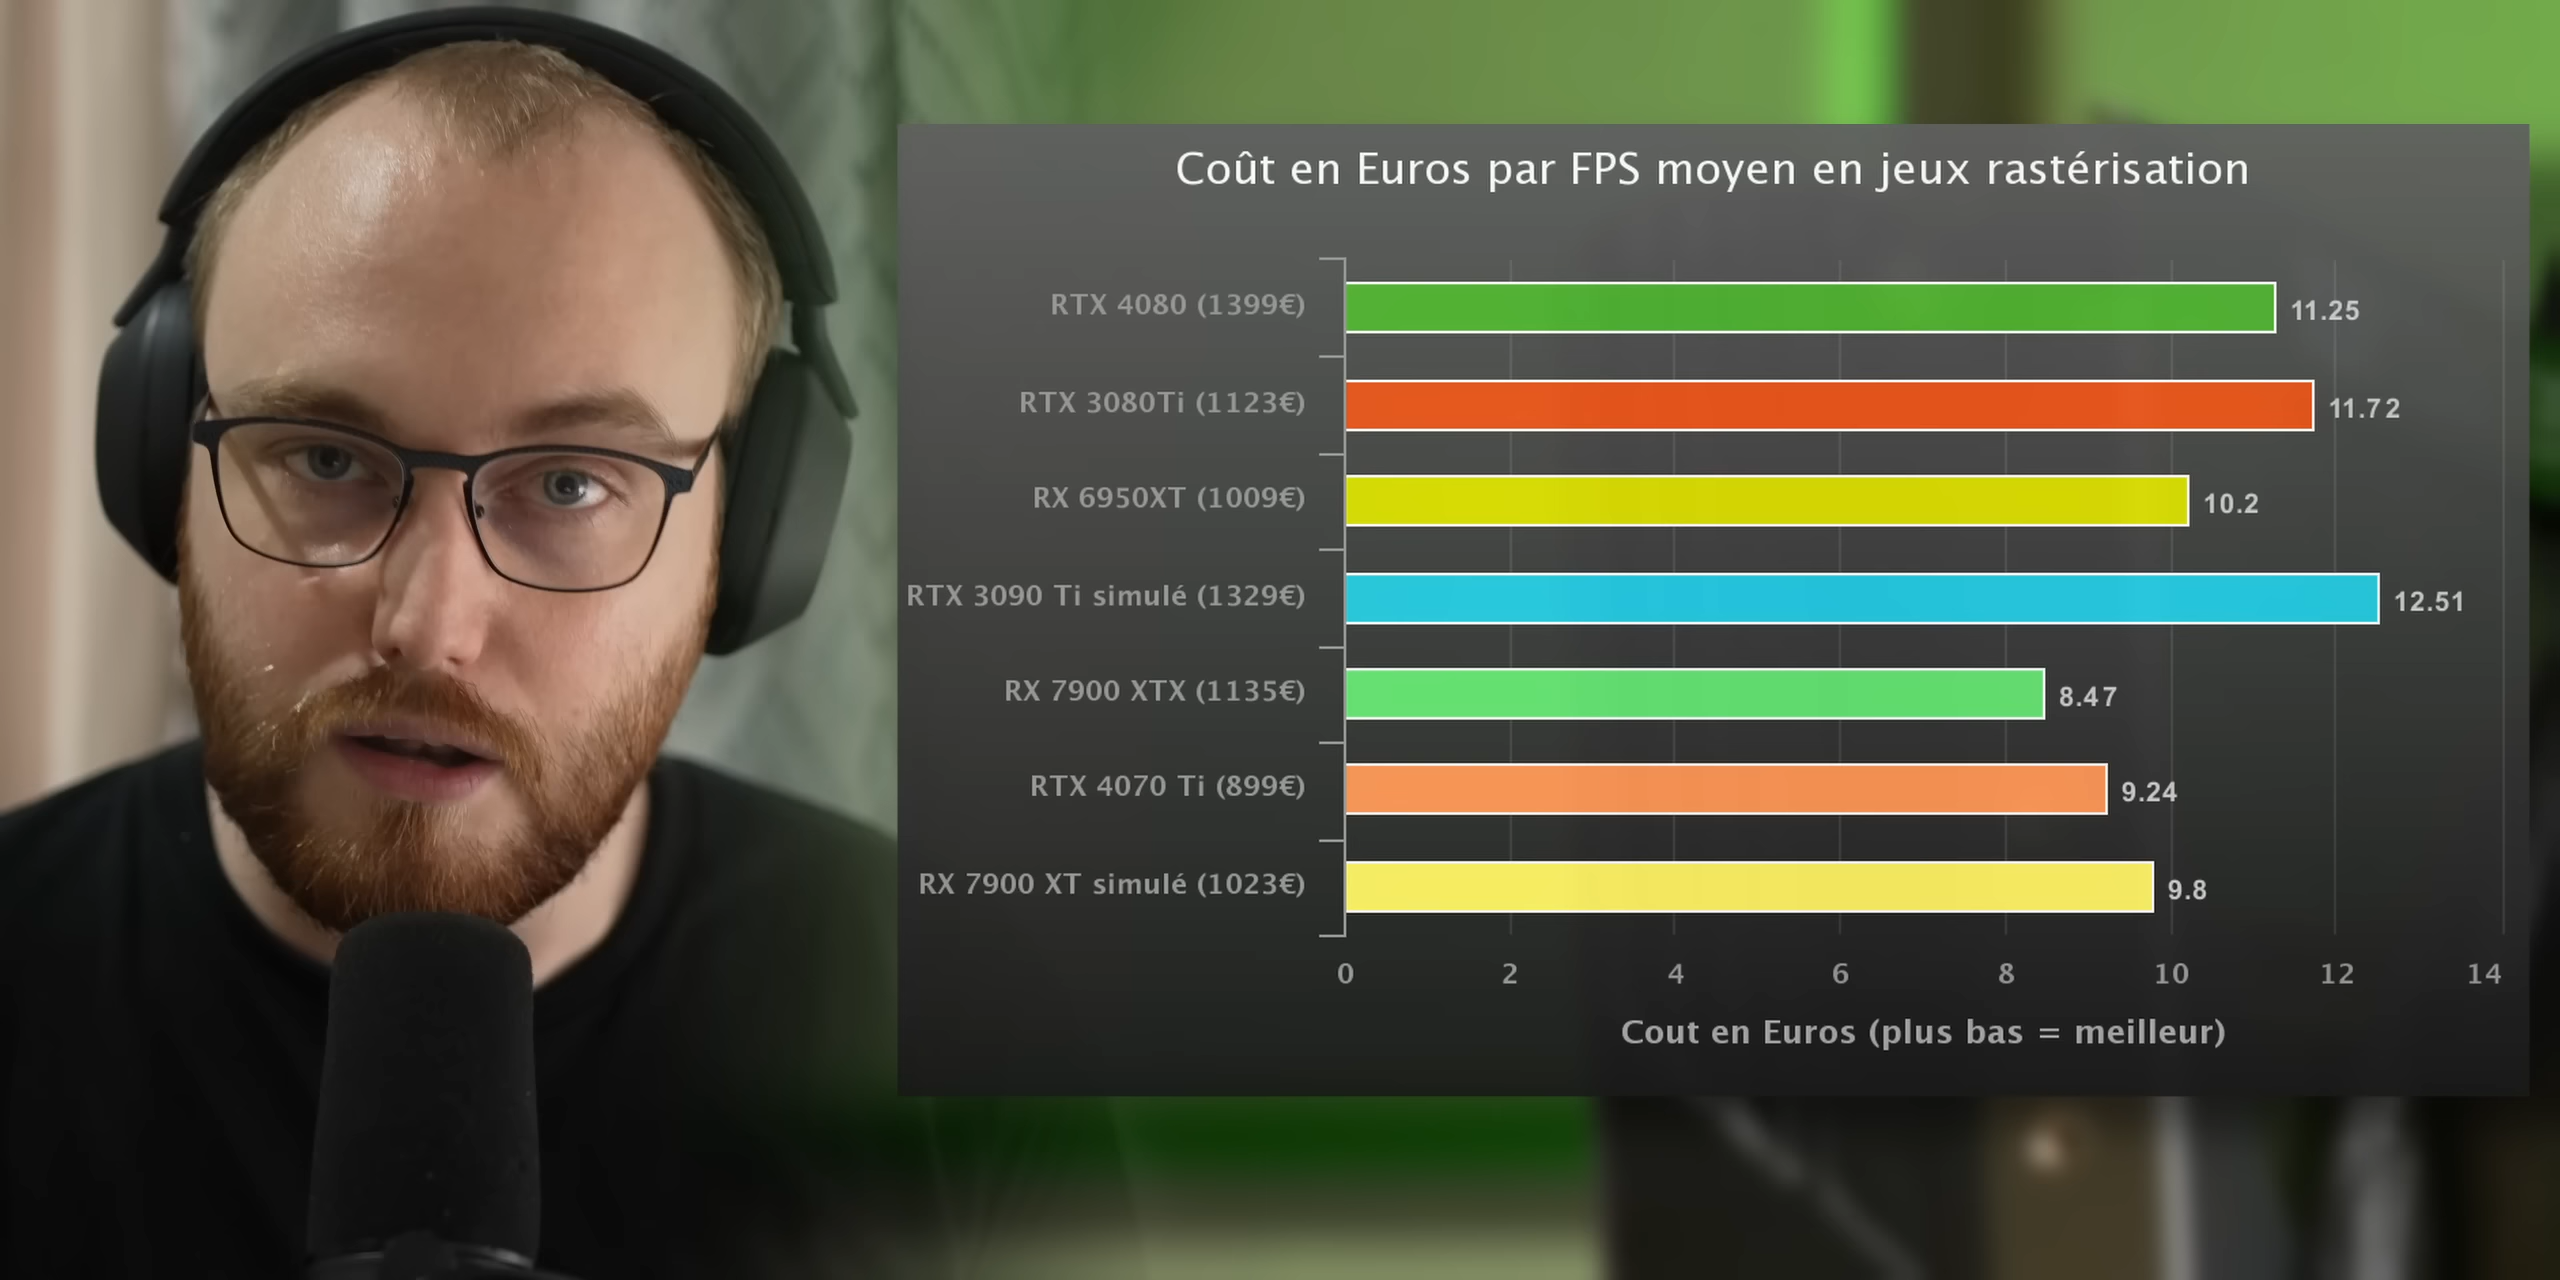 Coût en Euros par FPS moyen en jeux rastérisation
RTX 4080 (1399€) 11.25
RTX 3080Ti (1123€) 11.72
RX 6950XT (1009€) 10.2
RTX 3090 Ti simulé (1329€) 12.51
RX 7900 XTX (1135€) 8.47
RTX 4070 Ti (899€) 9.24
RX 7900 XT simulé (1023€) 9.8
0 2 4 6 8 10 12 14
Cout en Euros (plus bas = meilleur)